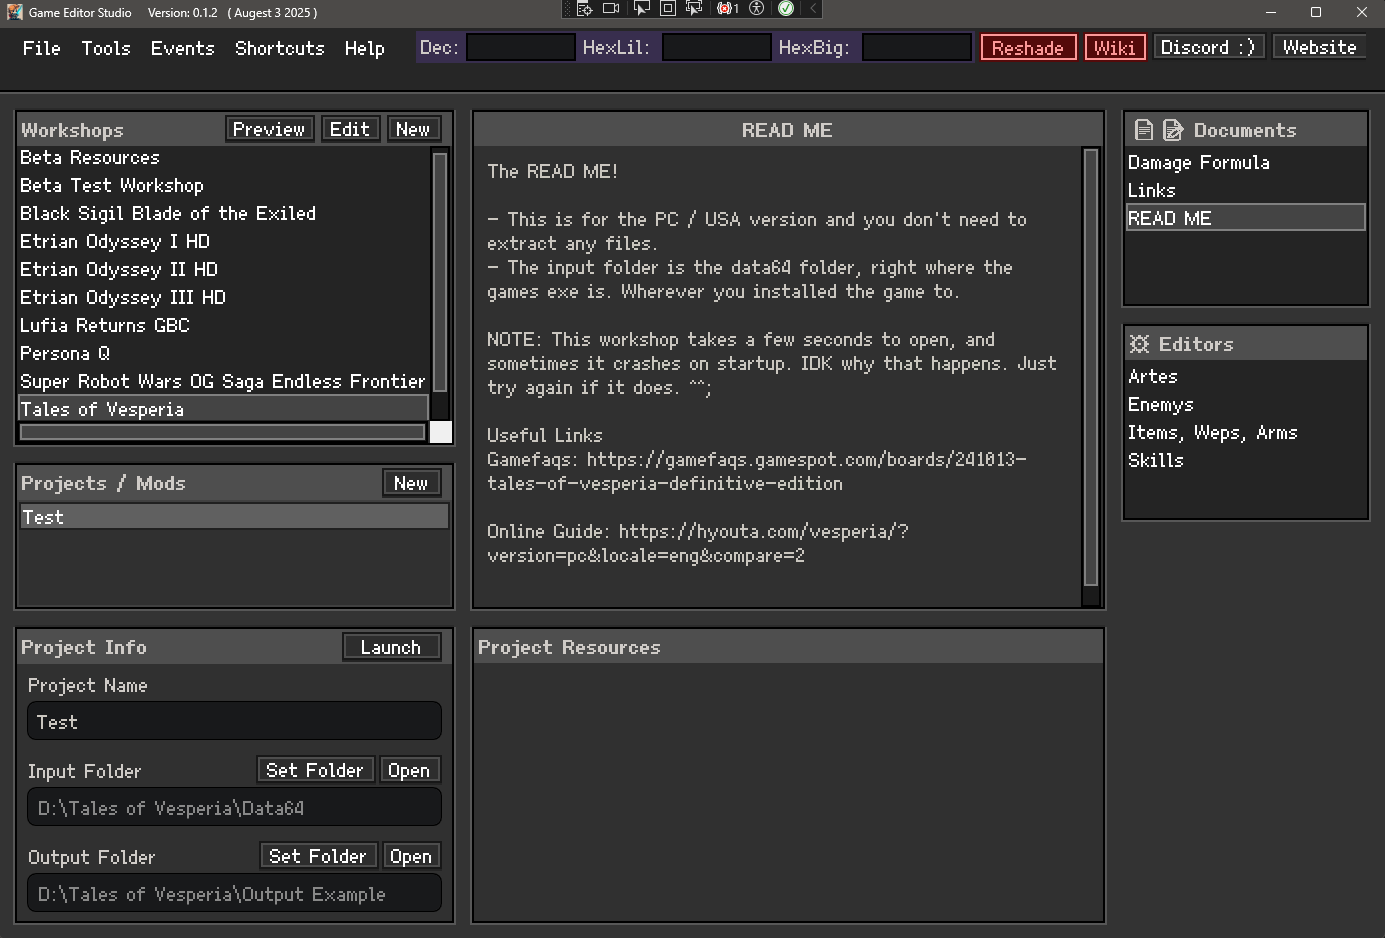 Game Editor Studio Version: 0.1.2 ( Augest 3 2025 )
1
File Tools Events Shortcuts Help Dec: HexLil: HexBig: Reshade Wiki Discord :) Website
Workshops Preview Edit New
Beta Resources
Beta Test Workshop
Black Sigil Blade of the Exiled
Etrian Odyssey I HD
Etrian Odyssey II HD
Etrian Odyssey III HD
Lufia Returns GBC
Persona Q
Super Robot Wars OG Saga Endless Frontier
Tales of Vesperia
Projects / Mods New
Test
Project Info Launch
Project Name
Test
Input Folder Set Folder Open
D:\Tales of Vesperia\Data64
Output Folder Set Folder Open
D:\Tales of Vesperia\Output Example
READ ME
The READ ME!
- This is for the PC / USA version and you don't need to
extract any files.
- The input folder is the data64 folder, right where the
games exe is. Wherever you installed the game to.
NOTE: This workshop takes a few seconds to open, and
sometimes it crashes on startup. IDK why that happens. Just
try again if it does. ^^;
Useful Links
Gamefaqs: https://gamefaqs.gamespot.com/boards/241013-
tales-of-vesperia-definitive-edition
Online Guide: https://hyouta.com/vesperia/?
version=pc&locale=eng&compare=2
Project Resources
Documents
Damage Formula
Links
READ ME
Editors
Artes
Enemys
Items, Weps, Arms
Skills